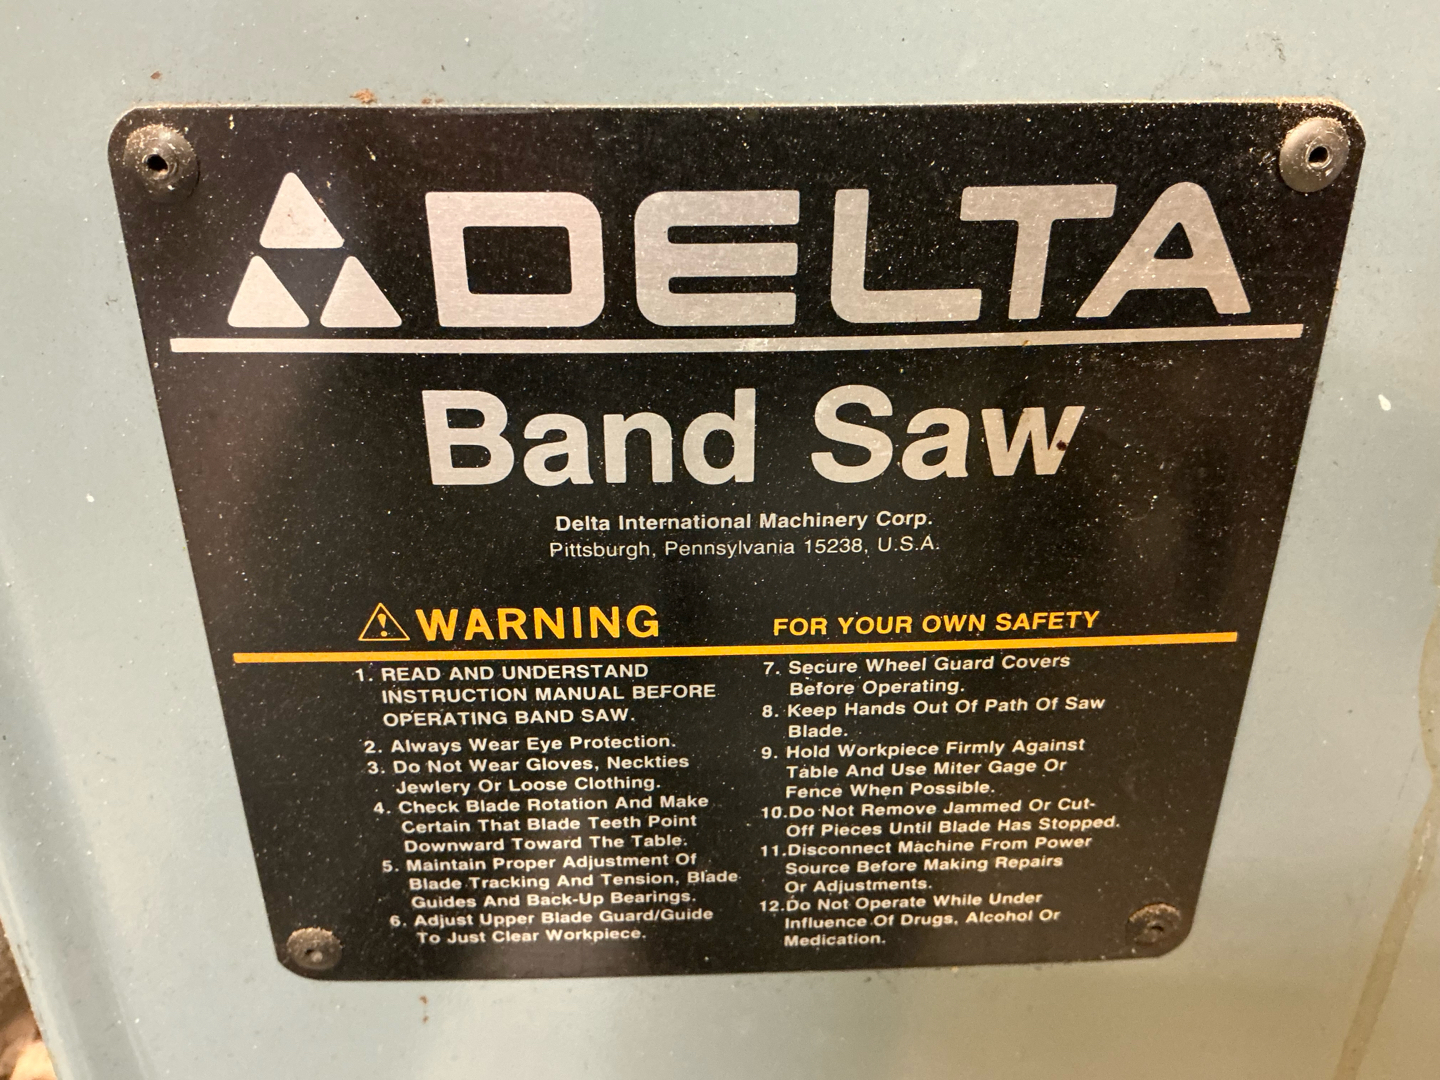 DELTA
Band Saw
Delta International Machinery Corp.
Pittsburgh, Pennsylvania 15238, U.S.A.
WARNING
1. READ AND UNDERSTAND
INSTRUCTION MANUAL BEFORE
OPERATING BAND SAW.
2. Always Wear Eye Protection.
3. Do Not Wear Gloves, Neckties
Jewlery Or Loose Clothing.
4. Check Blade Rotation And Make
Certain That Blade Teeth Point
Downward Toward The Table.
5. Maintain Proper Adjustment Of
Blade Tracking And Tension, Blade
Guides And Back-Up Bearings.
6. Adjust Upper Blade Guard/Guide
To Just Clear Workpiece.
FOR YOUR OWN SAFETY
7. Secure Wheel Guard Covers
Before Operating.
8. Keep Hands Out Of Path Of Saw
Blade.
9. Hold Workpiece Firmly Against
Table And Use Miter Gage Or
Fence When Possible.
10.Do Not Remove Jammed Or Cut-
Off Pieces Until Blade Has Stopped.
11.Disconnect Machine From Power
Source Before Making Repairs
Or Adjustments.
12.Do Not Operate While Under
Influence Of Drugs, Alcohol Or
Medication.